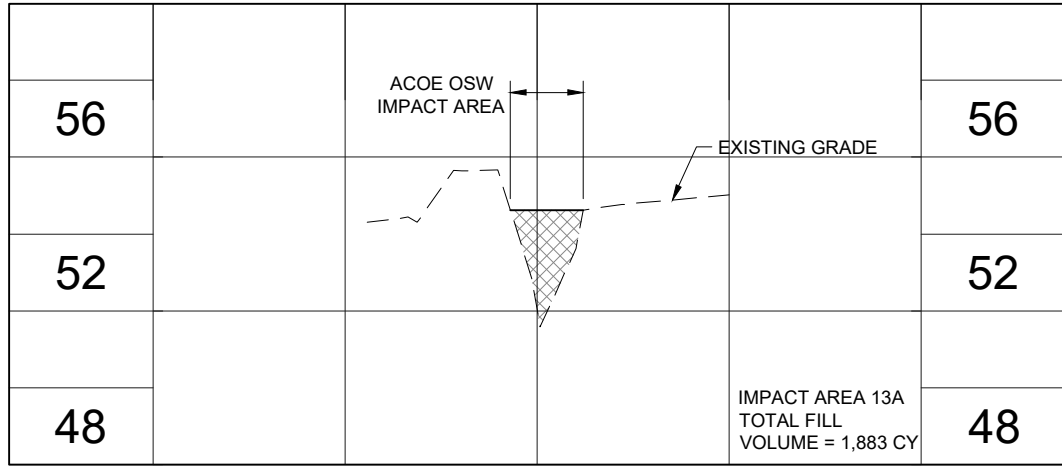 ACOE OSW
IMPACT AREA
56
56
EXISTING GRADE
52
52
IMPACT AREA 13A
TOTAL FILL
VOLUME = 1,883 CY
48
48